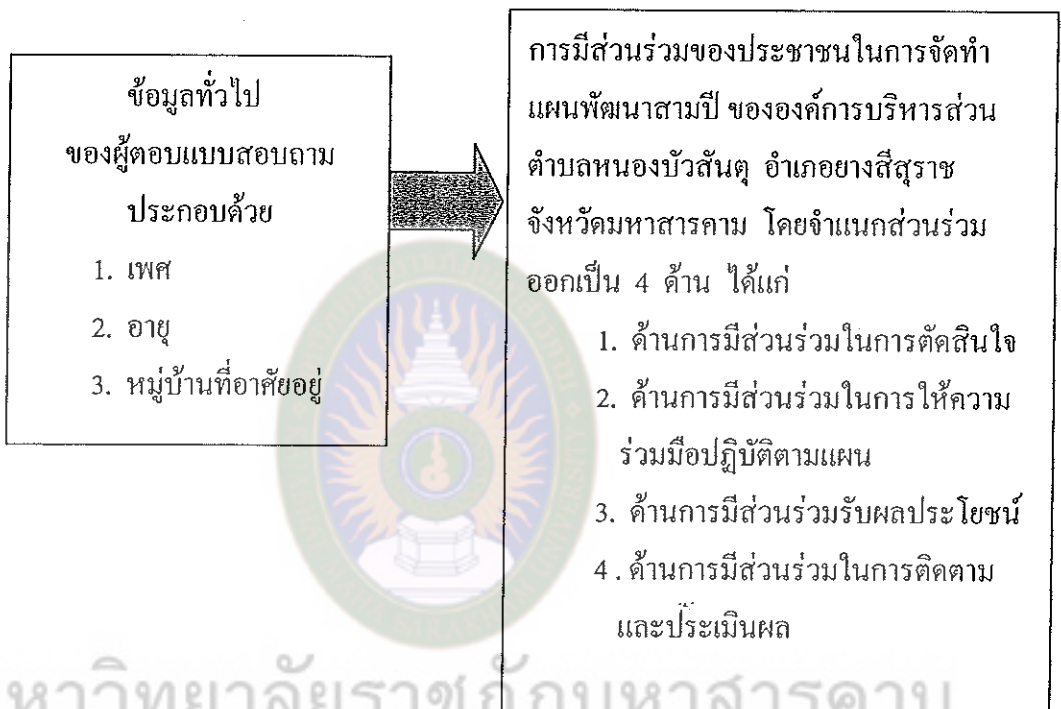 ข้อมูลทั่วไป
ของผู้ตอบแบบสอบถาม
ประกอบด้วย
1. เพศ
2. อายุ
3. หมู่บ้านที่อาศัยอยู่
การมีส่วนร่วมของประชาชนในการจัดทำ
แผนพัฒนาสามปี ขององค์การบริหารส่วน
ตำบลหนองบัวสันตุ อำเภอยางสีสุราช
จังหวัดมหาสารคาม โดยจำแนกส่วนร่วม
ออกเป็น 4 ด้าน ได้แก่
1. ด้านการมีส่วนร่วมในการตัดสินใจ
2. ด้านการมีส่วนร่วมในการให้ความ
ร่วมมือปฏิบัติตามแผน
3. ด้านการมีส่วนร่วมรับผลประโยชน์
4 . ด้านการมีส่วนร่วมในการติดตาม
และประเมินผล
หาวิทยาลัยราชภัฏมหาสารคาม